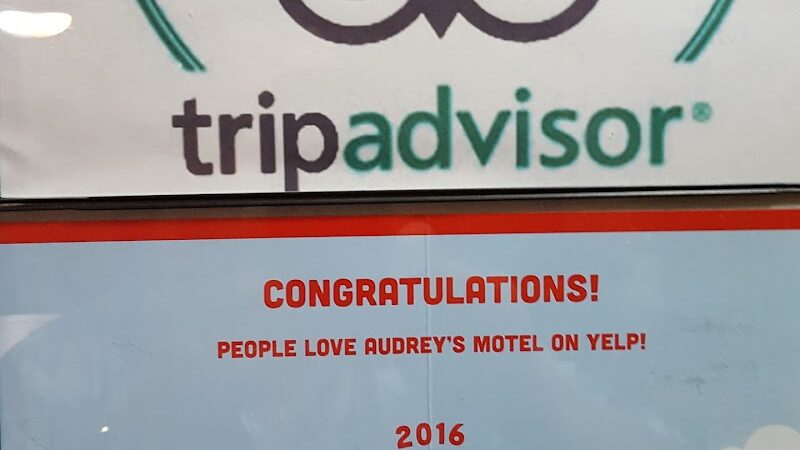 tripadvisor®
CONGRATULATIONS!
PEOPLE LOVE AUDREY'S MOTEL ON YELP!
2016